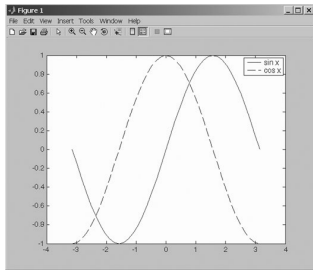 Figure 1
File Edit View Insert Tools Window Help
sin x
cos x
1
0.8
0.6
0.4
0.2
0
-0.2
-0.4
-0.6
-0.8
-1
-4 -3 -2 -1 0 1 2 3 4